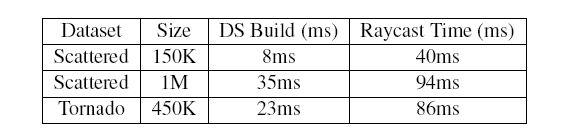 Dataset Size DS Build (ms) Raycast Time (ms)
Scattered 150K 8ms 40ms
Scattered 1M 35ms 94ms
Tornado 450K 23ms 86ms